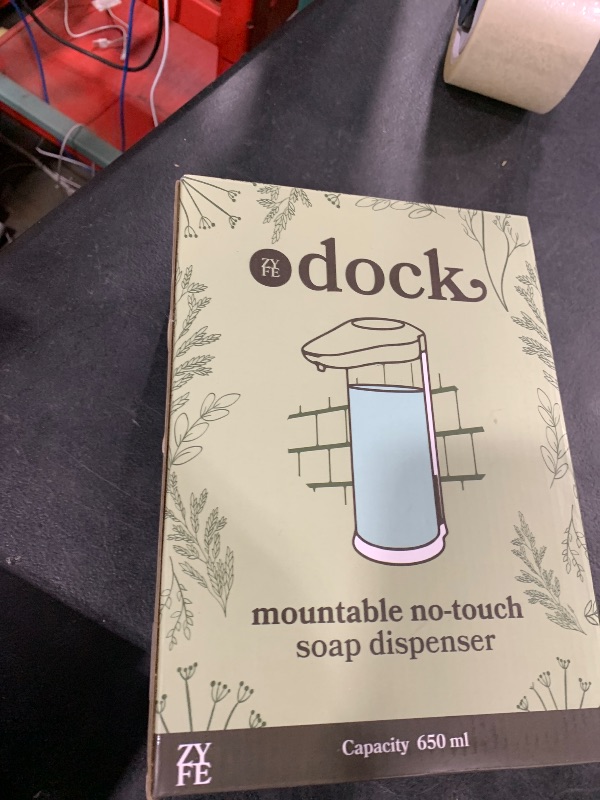 ZY
FE
dock
mountable no-touch
soap dispenser
Capacity 650 ml
ZY
FE